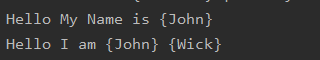 Hello My Name is {John}
Hello I am {John} {Wick}